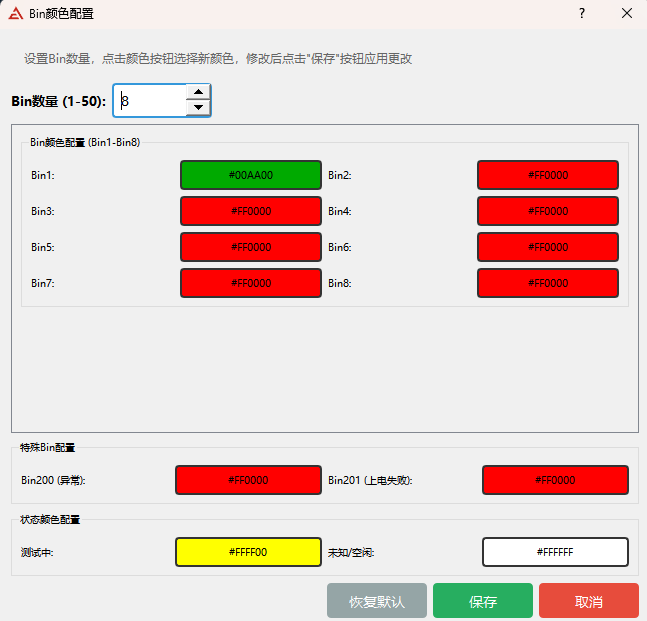 Bin颜色配置
?
设置Bin数量，点击颜色按钮选择新颜色，修改后点击"保存"按钮应用更改
Bin数量 (1-50): 8
Bin颜色配置 (Bin1-Bin8)
Bin1: #00AA00 Bin2: #FF0000
Bin3: #FF0000 Bin4: #FF0000
Bin5: #FF0000 Bin6: #FF0000
Bin7: #FF0000 Bin8: #FF0000
特殊Bin配置
Bin200 (异常): #FF0000 Bin201 (上电失败): #FF0000
状态颜色配置
测试中: #FFFF00 未知/空闲: #FFFFFF
恢复默认 保存 取消